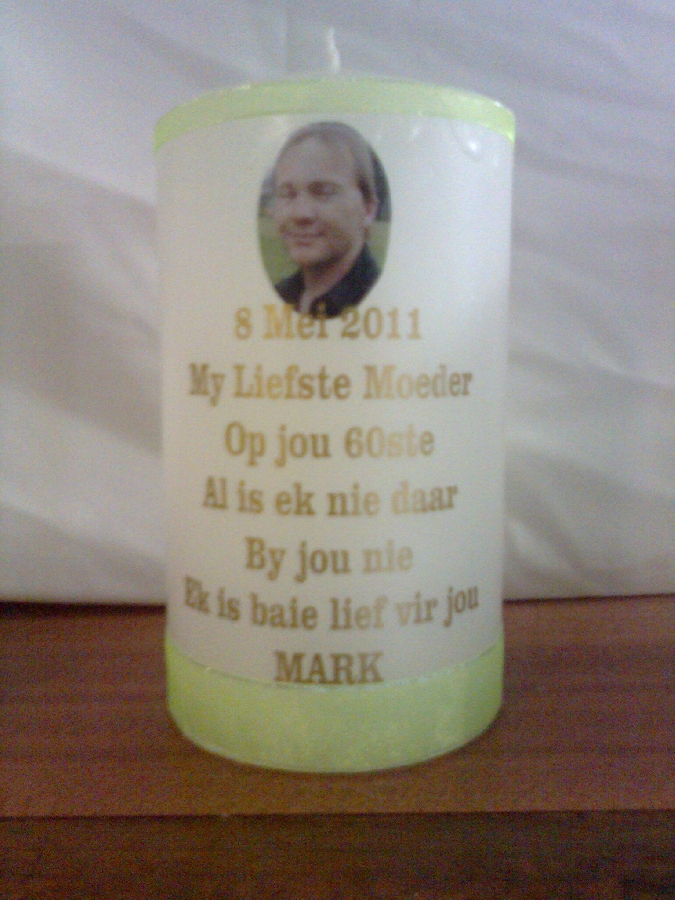 8 Mei 2011
My Liefste Moeder
Op jou 60ste
Al is ek nie daar
By jou nie
Ek is baie lief vir jou
MARK